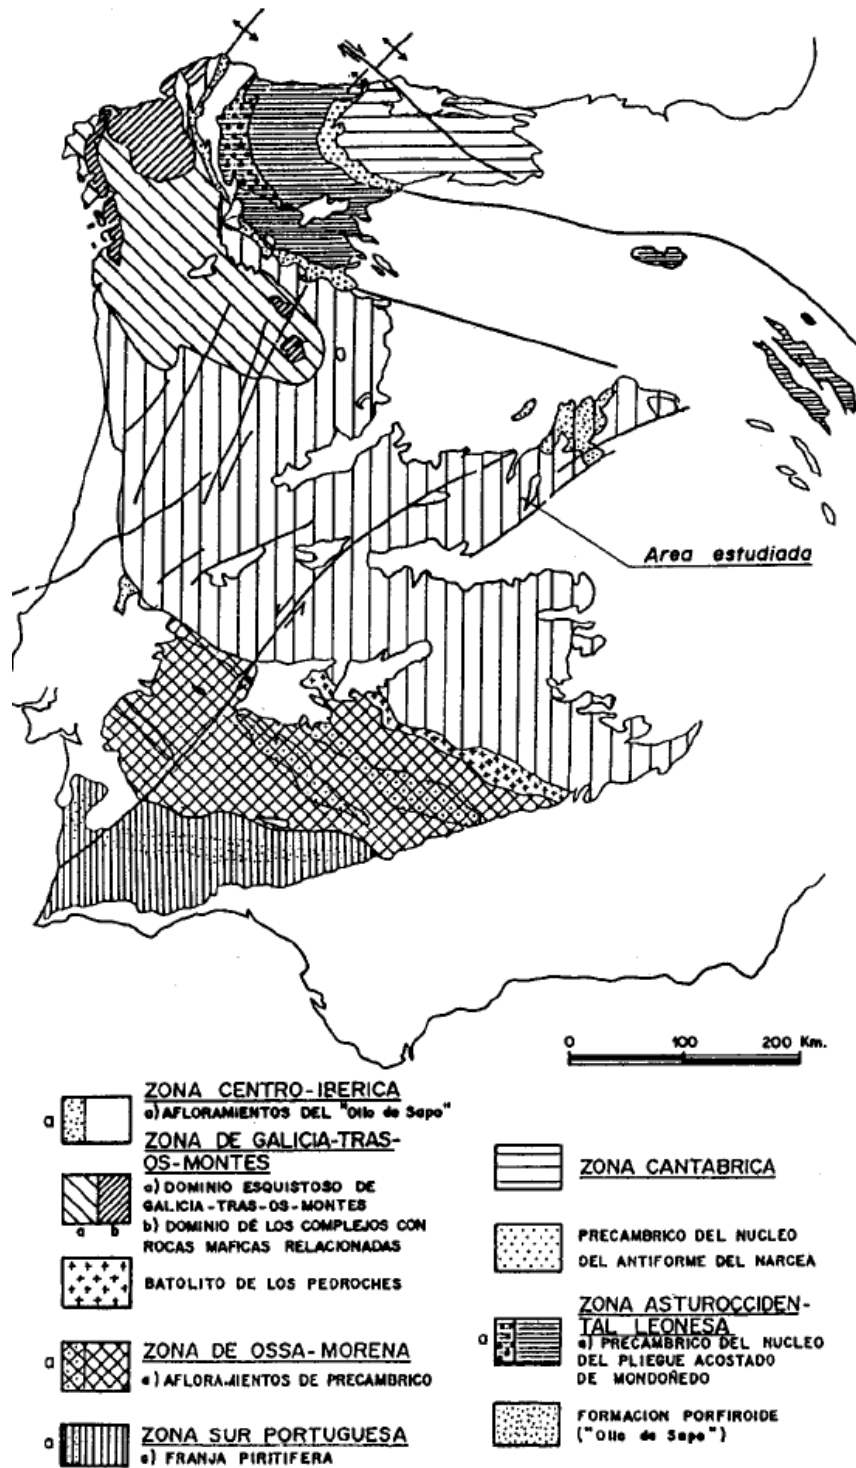 Area estudiada
0 100 200 Km.
ZONA CENTRO-IBERICA
a
a) AFLORAMIENTOS DEL "Ollo de Sapo"
ZONA DE GALICIA-TRAS-
OS-MONTES
a) DOMINIO ESQUISTOSO DE
GALICIA-TRAS-OS-MONTES
a b
b) DOMINIO DE LOS COMPLEJOS CON
ROCAS MAFICAS RELACIONADAS
BATOLITO DE LOS PEDROCHES
a
ZONA DE OSSA-MORENA
a) AFLORAMIENTOS DE PRECAMBRICO
a
ZONA SUR PORTUGUESA
a) FRANJA PIRITIFERA
ZONA CANTABRICA
PRECAMBRICO DEL NUCLEO
DEL ANTIFORME DEL NARCEA
ZONA ASTUROCCIDEN-
TAL LEONESA
a
a) PRECAMBRICO DEL NUCLEO
DEL PLIEGUE ACOSTADO
DE MONDOÑEDO
FORMACION PORFIROIDE
("Ollo de Sapo")